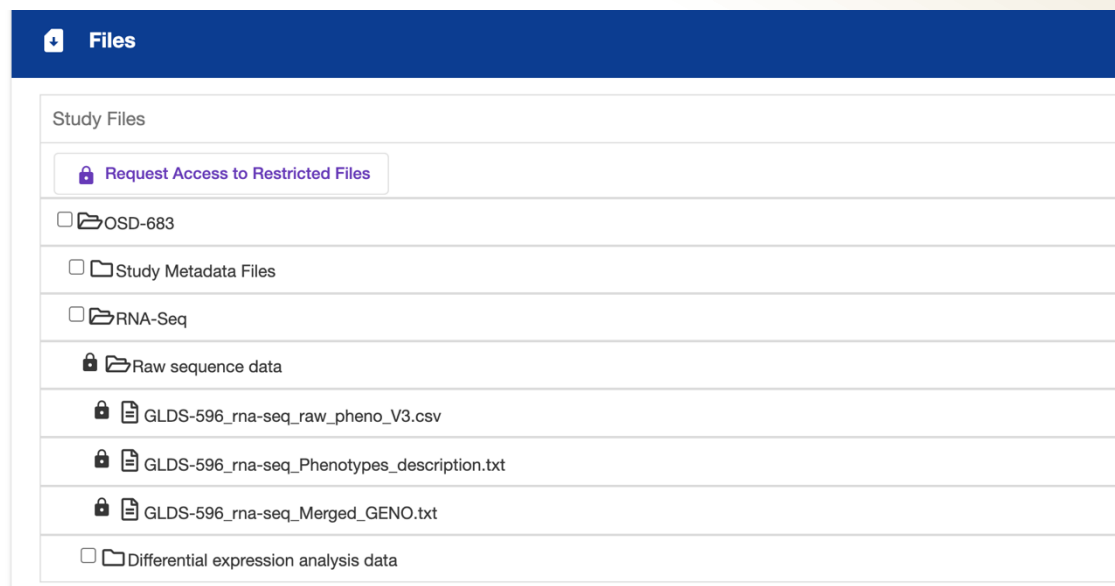 Files
Study Files
Request Access to Restricted Files
OSD-683
Study Metadata Files
RNA-Seq
Raw sequence data
GLDS-596_rna-seq_raw_pheno_V3.csv
GLDS-596_rna-seq_Phenotypes_description.txt
GLDS-596_rna-seq_Merged_GENO.txt
Differential expression analysis data